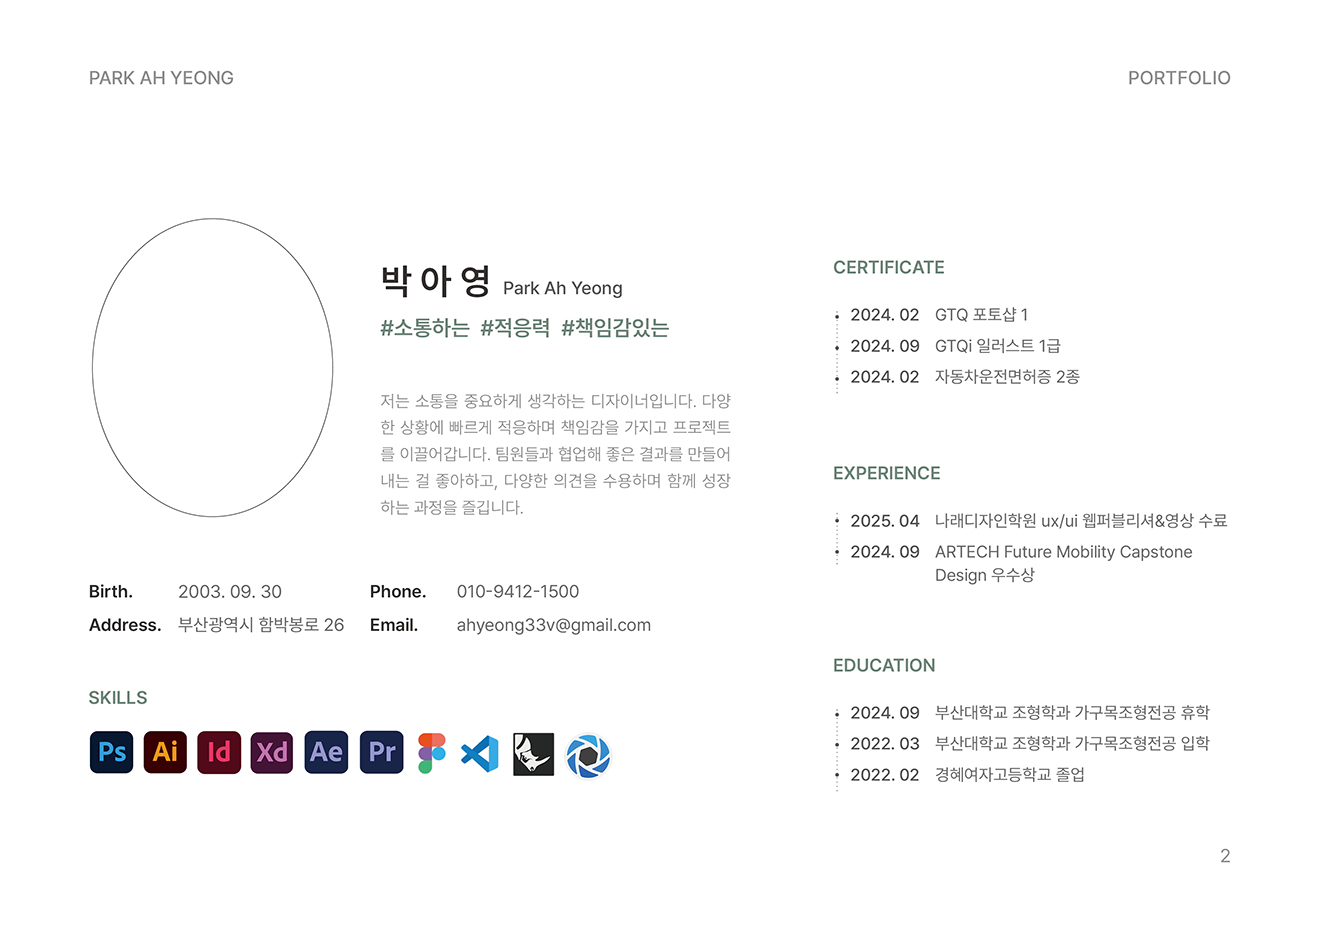 PARK AH YEONG
PORTFOLIO
박 아 영 Park Ah Yeong
#소통하는 #적응력 #책임감있는
저는 소통을 중요하게 생각하는 디자이너입니다. 다양
한 상황에 빠르게 적응하며 책임감을 가지고 프로젝트
를 이끌어갑니다. 팀원들과 협업해 좋은 결과를 만들어
내는 걸 좋아하고, 다양한 의견을 수용하며 함께 성장
하는 과정을 즐깁니다.
Birth. 2003. 09. 30 Phone. 010-9412-1500
Address. 부산광역시 함박봉로 26 Email. ahyeong33v@gmail.com
SKILLS
Ps Ai Id Xd Ae Pr
CERTIFICATE
2024. 02 GTQ 포토샵 1
2024. 09 GTQi 일러스트 1급
2024. 02 자동차운전면허증 2종
EXPERIENCE
2025. 04 나래디자인학원 ux/ui 웹퍼블리셔&영상 수료
2024. 09 ARTECH Future Mobility Capstone
Design 우수상
EDUCATION
2024. 09 부산대학교 조형학과 가구목조형전공 휴학
2022. 03 부산대학교 조형학과 가구목조형전공 입학
2022. 02 경혜여자고등학교 졸업
2